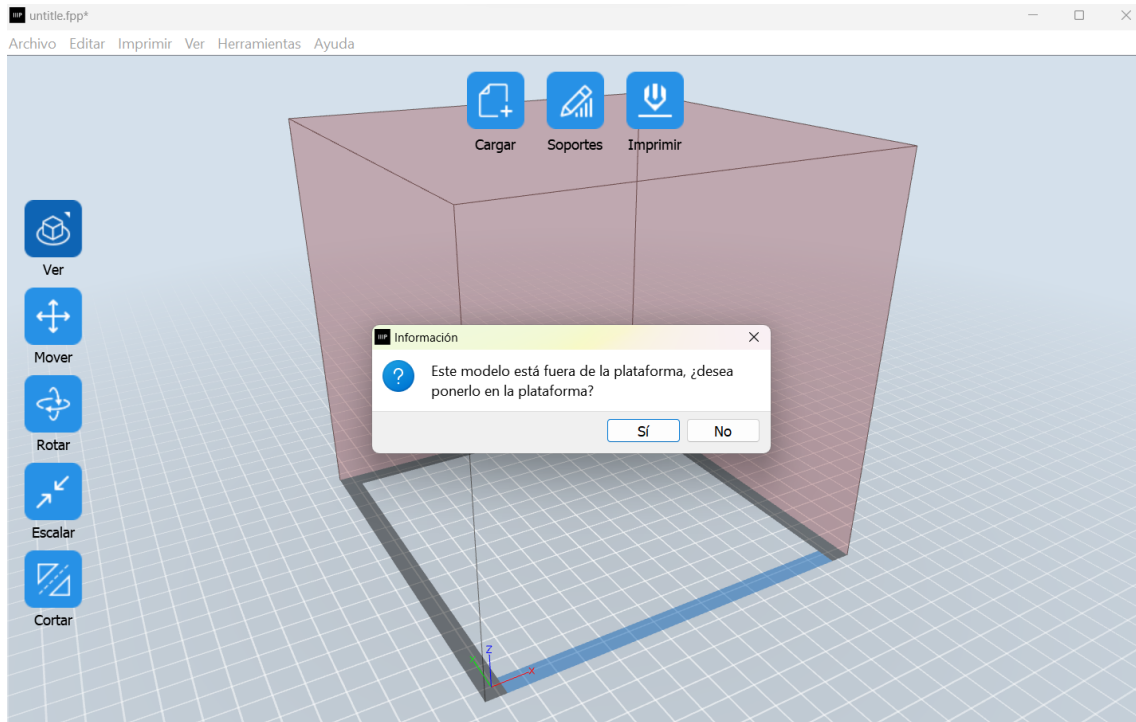 untitle.fpp*
Archivo Editar Imprimir Ver Herramientas Ayuda
Cargar Soportes Imprimir
Ver
Mover
Rotar
Escalar
Cortar
Información
Este modelo está fuera de la plataforma, ¿desea
ponerlo en la plataforma?
Sí No
Z
X